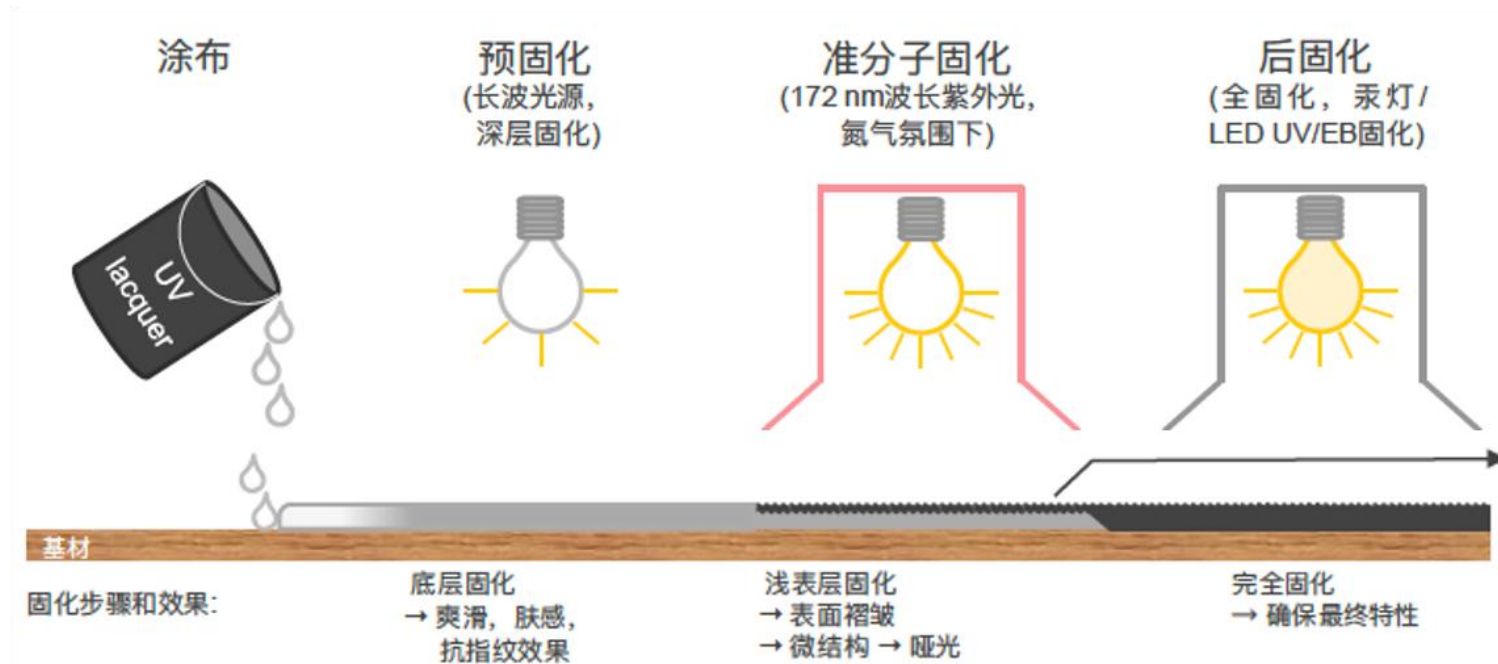 涂布
预固化
(长波光源，
深层固化)
准分子固化
(172 nm波长紫外光，
氮气氛围下)
后固化
(全固化，汞灯/
LED UV/EB固化)
UV
lacquer
基材
固化步骤和效果:
底层固化
→ 爽滑，肤感，
抗指纹效果
浅表层固化
→ 表面褶皱
→ 微结构 → 哑光
完全固化
→ 确保最终特性